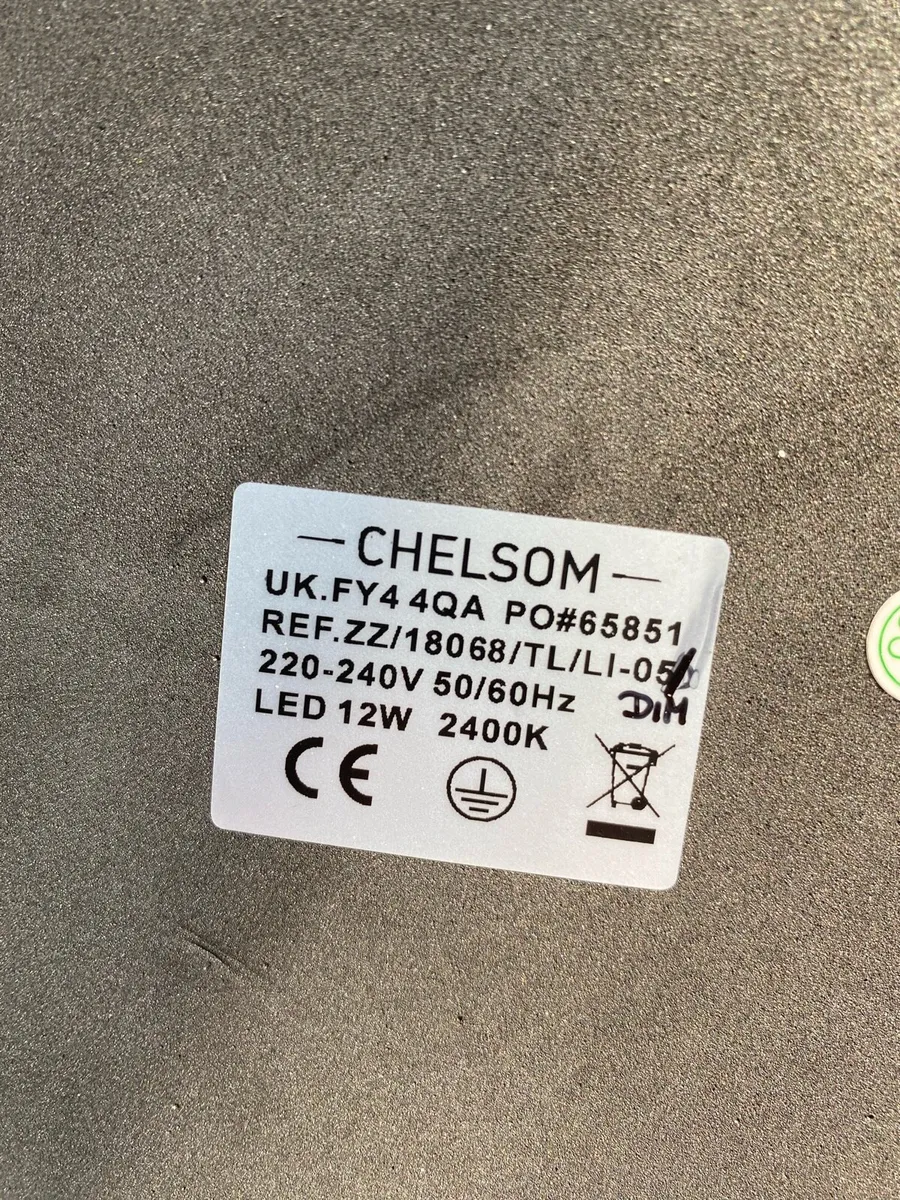 CHELSOM
UK.FY4 4QA PO#65851
REF.ZZ/18068/TL/LI-05
220-240V 50/60Hz DIM
LED 12W 2400K
CE